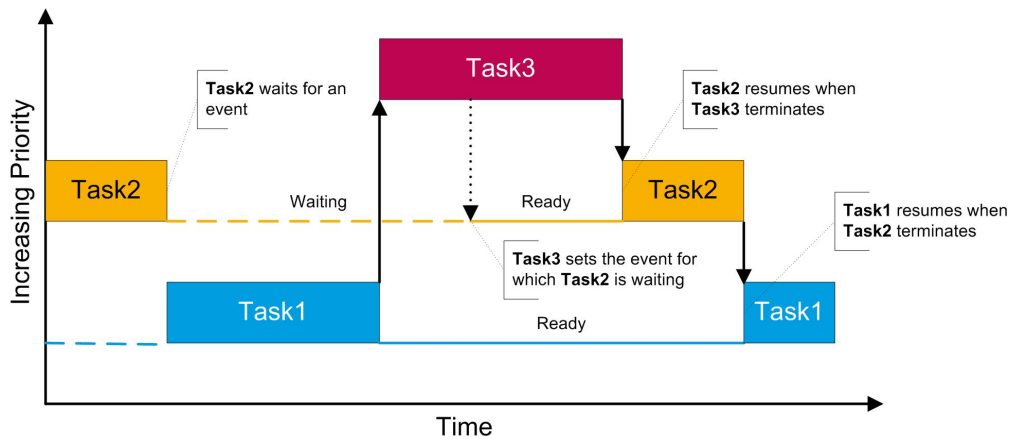 Increasing Priority
Task3
Task2 waits for an
event
Task2 resumes when
Task3 terminates
Task2
Waiting
Ready
Task2
Task1 resumes when
Task2 terminates
Task3 sets the event for
which Task2 is waiting
Task1
Ready
Task1
Time